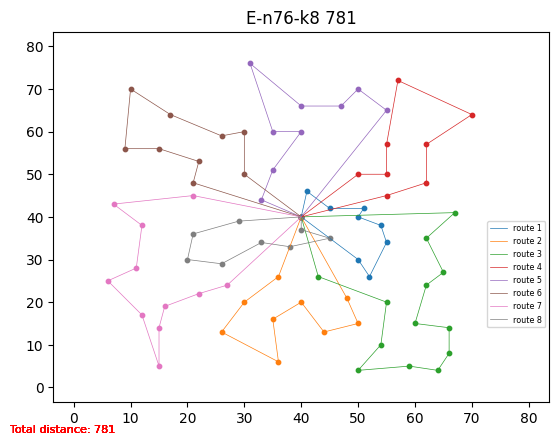 E-n76-k8 781
80
70
60
50
40
30
20
10
0
route 1
route 2
route 3
route 4
route 5
route 6
route 7
route 8
0 10 20 30 40 50 60 70 80
Total distance: 781